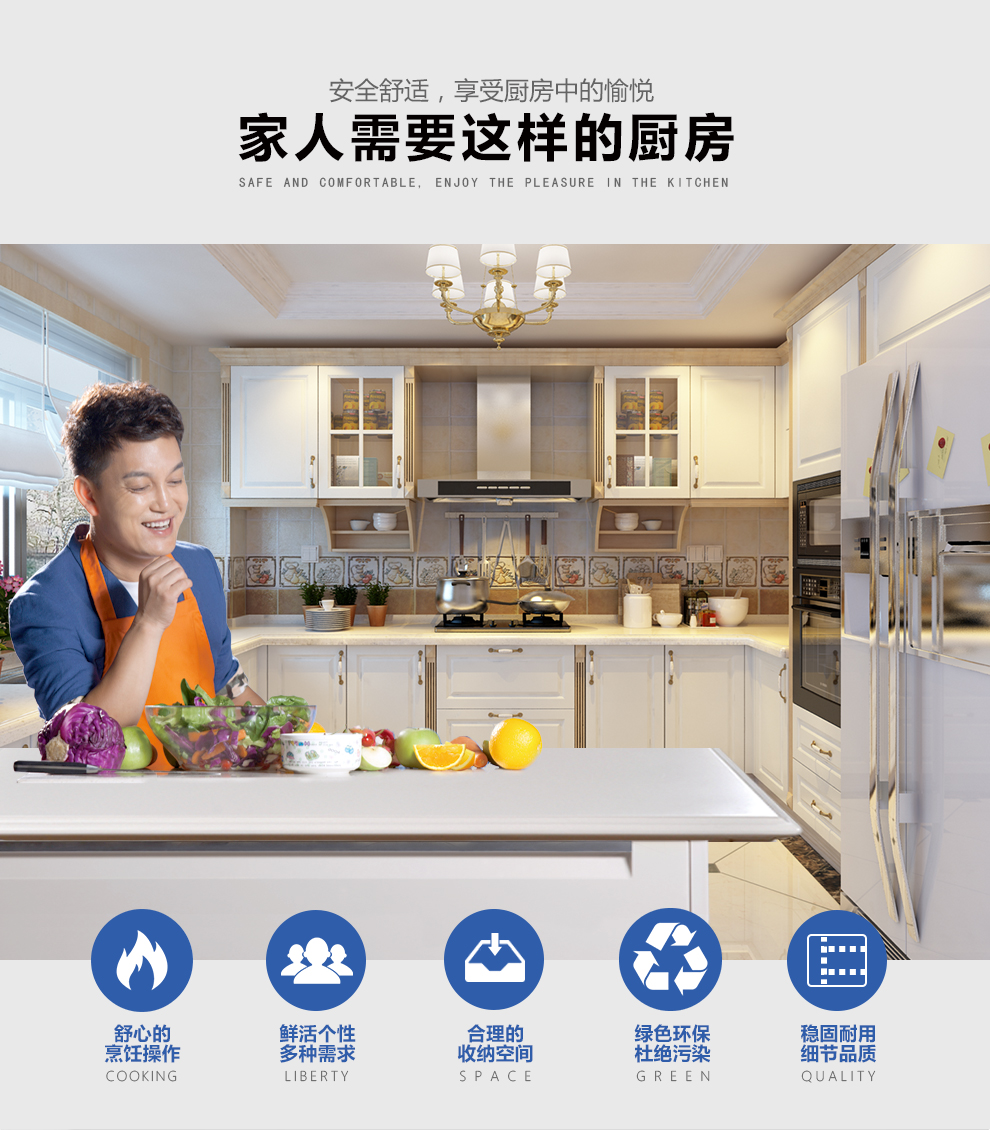 安全舒适，享受厨房中的愉悦
家人需要这样的厨房
SAFE AND COMFORTABLE, ENJOY THE PLEASURE IN THE KITCHEN
舒心的
烹饪操作
COOKING
鲜活个性
多种需求
LIBERTY
合理的
收纳空间
SPACE
绿色环保
杜绝污染
GREEN
稳固耐用
细节品质
QUALITY